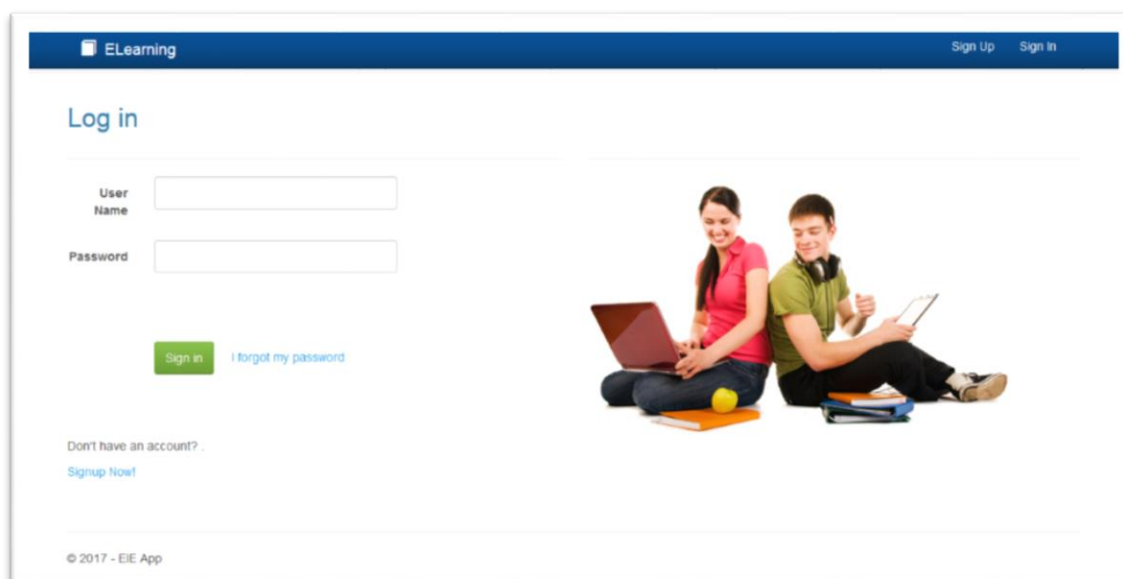 ELearning
Sign Up
Sign In
Log in
User
Name
Password
Sign in
I forgot my password
Don't have an account? .
Signup Now!
© 2017 - EIE App